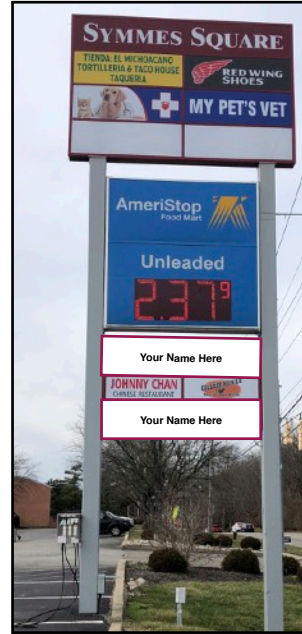 SYMMES SQUARE
TIENDA: EL MICHOACANO
TORTILLERIA & TACO HOUSE
TAQUERIA
RED WING
SHOES
MY PET'S VET
AmeriStop
Food Mart
Unleaded
2.37 9
Your Name Here
JOHNNY CHAN
CHINESE RESTAURANT
Your Name Here